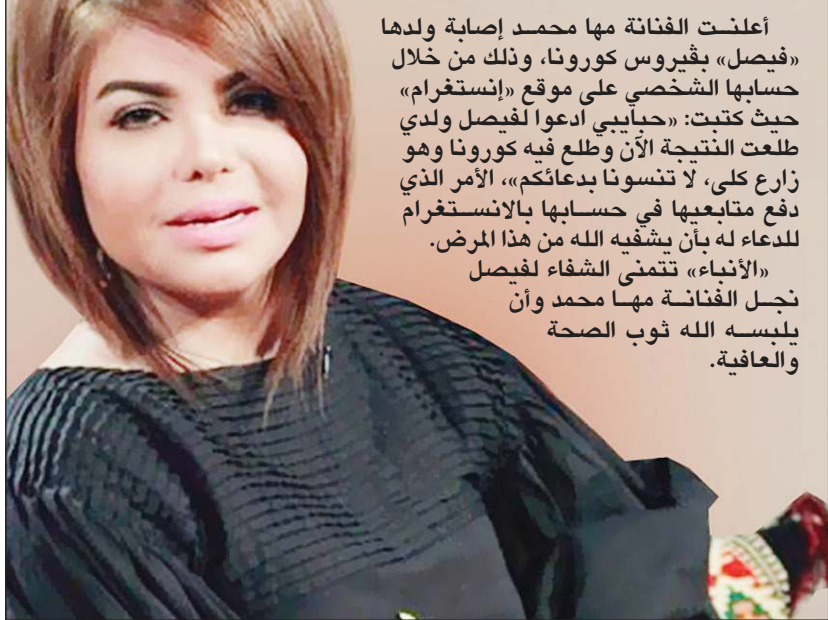 أعلنت الفنانة مها محمد إصابة ولدها
«فيصل» بڤيروس كورونا، وذلك من خلال
حسابها الشخصي على موقع «إنستغرام»
حيث كتبت: «حبايبي ادعوا لفيصل ولدي
طلعت النتيجة الآن وطلع فيه كورونا وهو
زارع كلى، لا تنسونا بدعائكم»، الأمر الذي
دفع متابعيها في حسابها بالانستغرام
للدعاء له بأن يشفيه الله من هذا المرض.
«الأنباء» تتمنى الشفاء لفيصل
نجل الفنانة مها محمد وأن
يلبسه الله ثوب الصحة
والعافية.